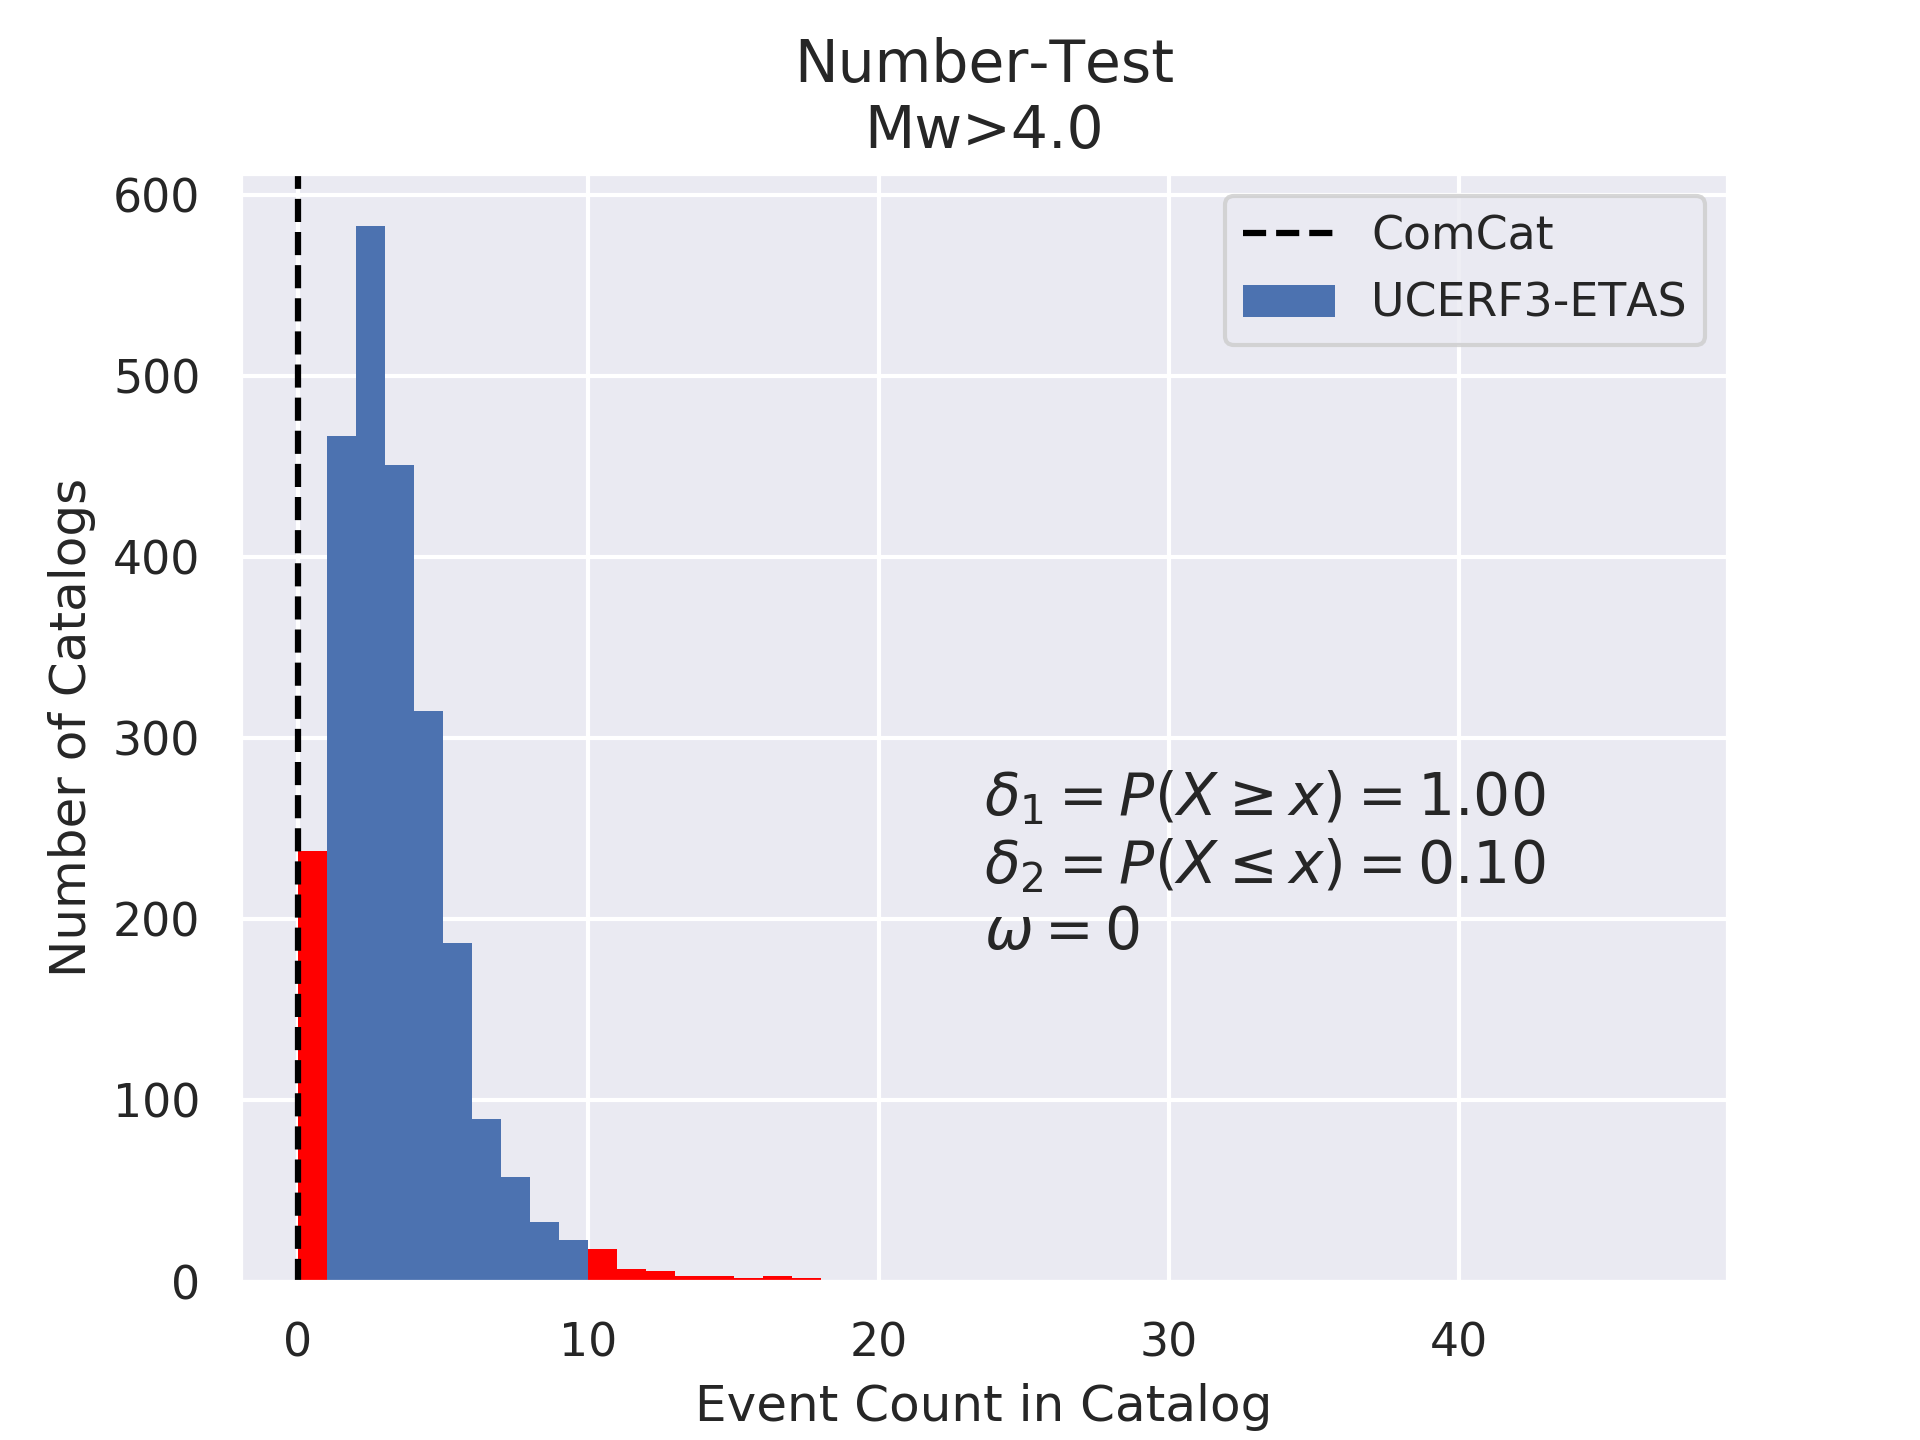 Number-Test
Mw>4.0
600
500
400
300
200
100
0
Number of Catalogs
ComCat
UCERF3-ETAS
δ₁ = P(X ≥ x) = 1.00
δ₂ = P(X ≤ x) = 0.10
ω = 0
0 10 20 30 40
Event Count in Catalog